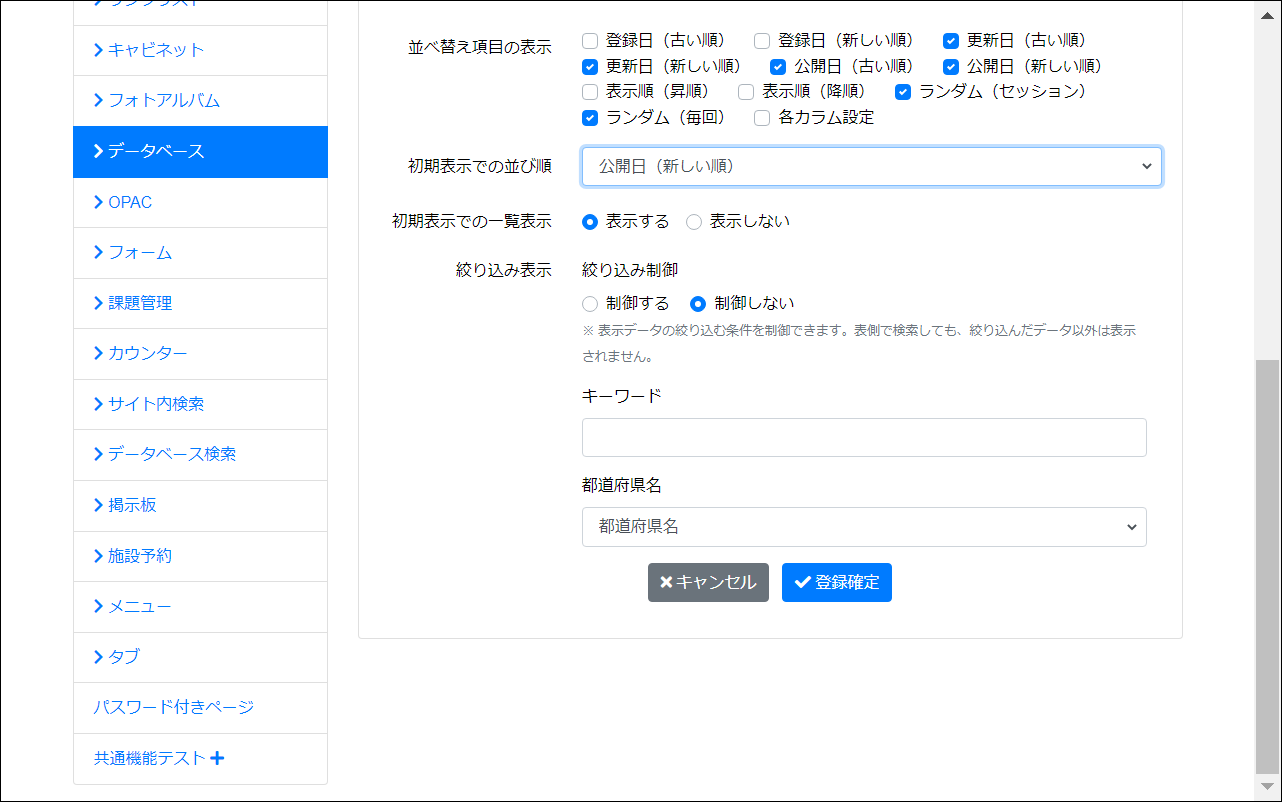 キャビネット
フォトアルバム
データベース
OPAC
フォーム
課題管理
カウンター
サイト内検索
データベース検索
掲示板
施設予約
メニュー
タブ
パスワード付きページ
共通機能テスト
並べ替え項目の表示
登録日（古い順） 登録日（新しい順） 更新日（古い順）
更新日（新しい順） 公開日（古い順） 公開日（新しい順）
表示順（昇順） 表示順（降順） ランダム（セッション）
ランダム（毎回） 各カラム設定
初期表示での並び順 公開日（新しい順）
初期表示での一覧表示 表示する 表示しない
絞り込み表示 絞り込み制御
制御する 制御しない
※ 表示データの絞り込む条件を制御できます。表側で検索しても、絞り込んだデータ以外は表示
されません。
キーワード
都道府県名
都道府県名
キャンセル 登録確定